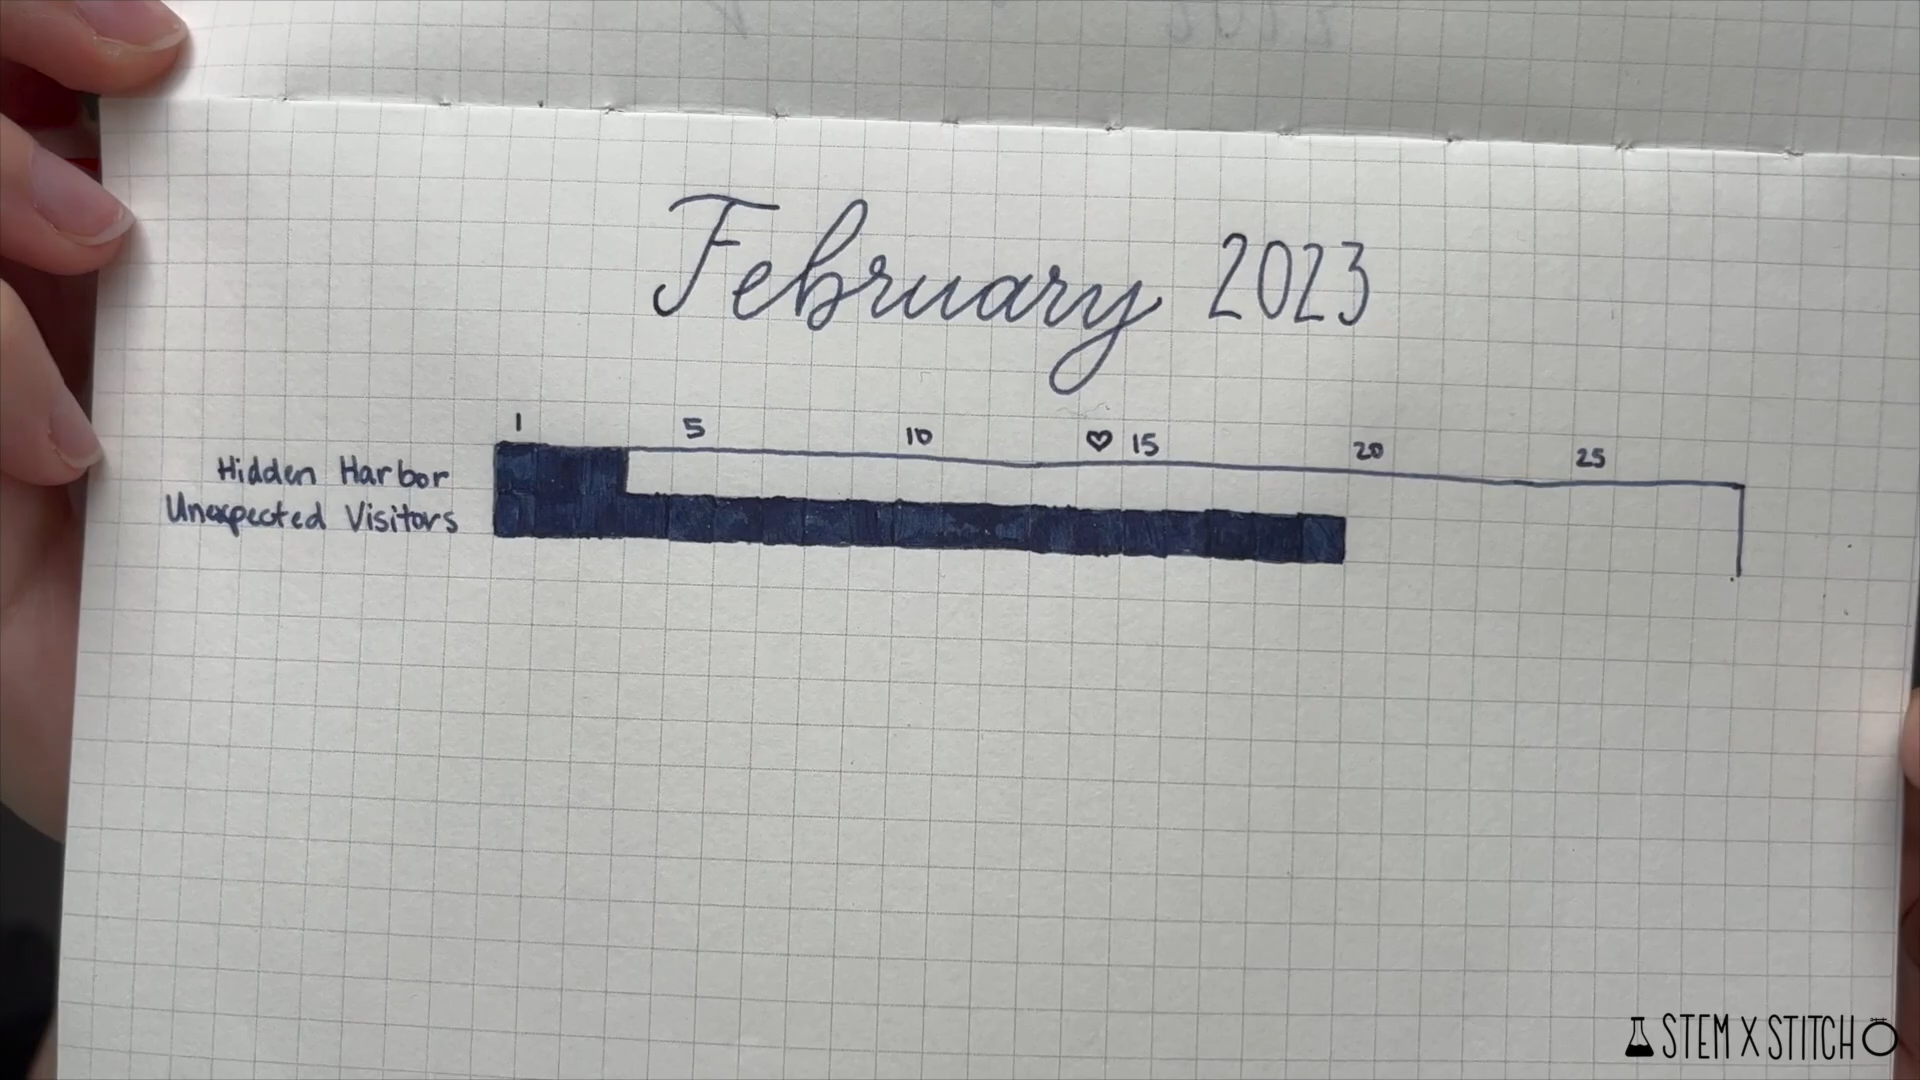 February 2023
1 5 10 ♡ 15 20 25
Hidden Harbor
Unexpected Visitors
STEM X STITCH